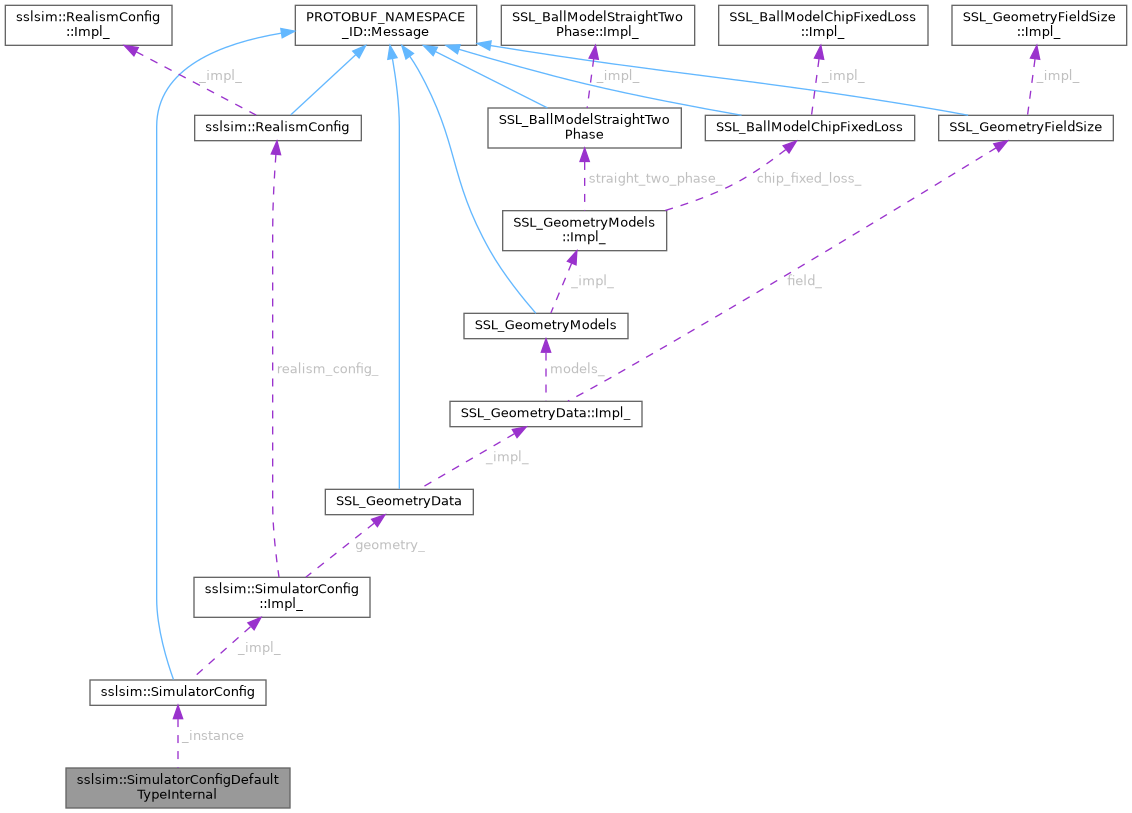 sslsim::RealismConfig
::Impl_
PROTOBUF_NAMESPACE
_ID::Message
SSL_BallModelStraightTwo
Phase::Impl_
SSL_BallModelChipFixedLoss
::Impl_
SSL_GeometryFieldSize
::Impl_
_impl_
_impl_
_impl_
_impl_
sslsim::RealismConfig
SSL_BallModelStraightTwo
Phase
SSL_BallModelChipFixedLoss
SSL_GeometryFieldSize
straight_two_phase_
chip_fixed_loss_
SSL_GeometryModels
::Impl_
_impl_
field_
SSL_GeometryModels
realism_config_
models_
SSL_GeometryData::Impl_
_impl_
SSL_GeometryData
geometry_
sslsim::SimulatorConfig
::Impl_
_impl_
sslsim::SimulatorConfig
_instance
sslsim::SimulatorConfigDefault
TypeInternal